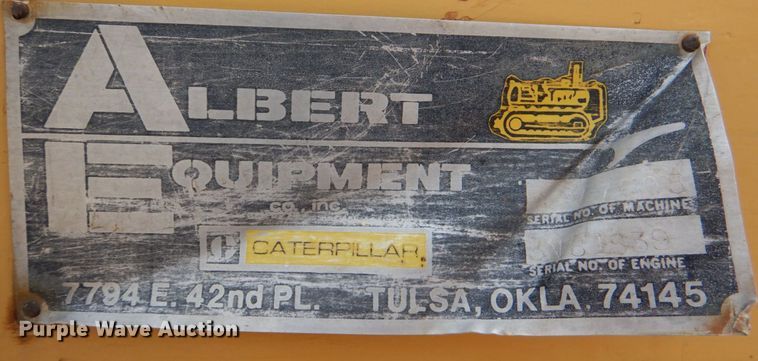 ALBERT
EQUIPMENT
co., inc
SERIAL NO. OF MACHINE
C CATERPILLAR
SERIAL NO. OF ENGINE
7794 E. 42nd PL. TULSA, OKLA. 74145
Purple Wave Auction